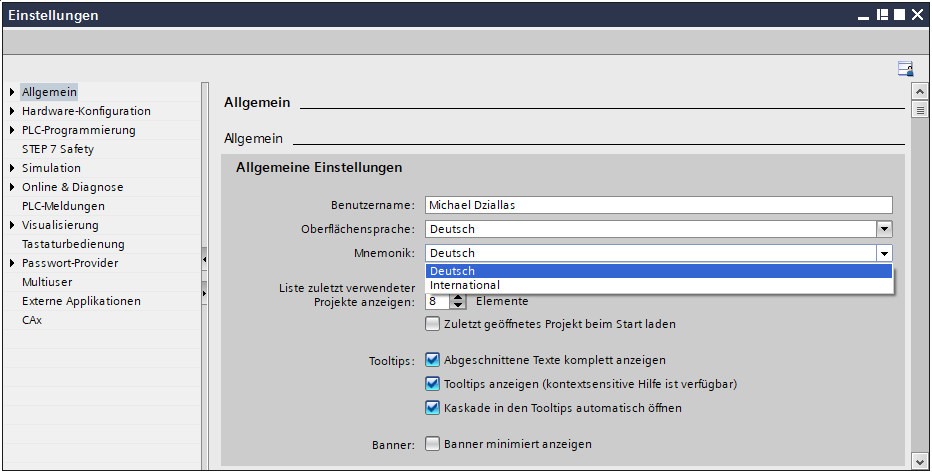 Einstellungen
Allgemein
Hardware-Konfiguration
PLC-Programmierung
STEP 7 Safety
Simulation
Online & Diagnose
PLC-Meldungen
Visualisierung
Tastaturbedienung
Passwort-Provider
Multiuser
Externe Applikationen
CAx
Allgemein
Allgemein
Allgemeine Einstellungen
Benutzername: Michael Dziallas
Oberflächensprache: Deutsch
Mnemonik: Deutsch
Deutsch
International
Liste zuletzt verwendeter
Projekte anzeigen: 8 Elemente
Zuletzt geöffnetes Projekt beim Start laden
Tooltips: Abgeschnittene Texte komplett anzeigen
Tooltips anzeigen (kontextsensitive Hilfe ist verfügbar)
Kaskade in den Tooltips automatisch öffnen
Banner: Banner minimiert anzeigen